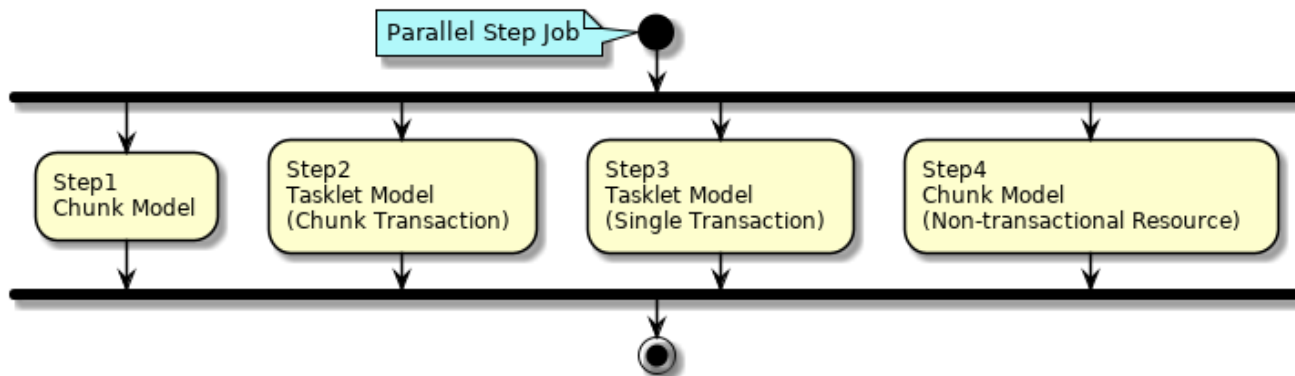 Parallel Step Job
Step1
Chunk Model
Step2
Tasklet Model
(Chunk Transaction)
Step3
Tasklet Model
(Single Transaction)
Step4
Chunk Model
(Non-transactional Resource)